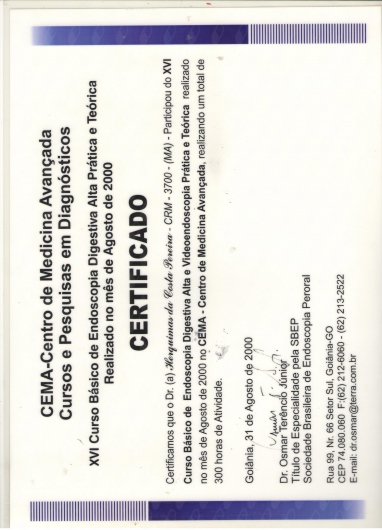 CEMA-Centro de Medicina Avançada
Cursos e Pesquisas em Diagnósticos
XVI Curso Básico de Endoscopia Digestiva Alta Prática e Teórica
Realizado no mês de Agosto de 2000
CERTIFICADO
Certificamos que o Dr. (a) Herquimas da Costa Pereira - CRM - 3700 - (MA) - Participou do XVI
Curso Básico de Endoscopia Digestiva Alta e Videoendoscopia Prática e Teórica realizado
no mês de Agosto de 2000 no CEMA - Centro de Medicina Avançada, realizando um total de
300 horas de Atividade.
Goiânia, 31 de Agosto de 2000
Dr. Osmar Terêncio Júnior
Título de Especialidade pela SBEP
Sociedade Brasileira de Endoscopia Peroral
Rua 99, Nr. 66 Setor Sul, Goiânia-GO
CEP 74.080.060 F:(62) 212-6060 - (62) 213-2522
E-mail: dr.osmar@terra.com.br